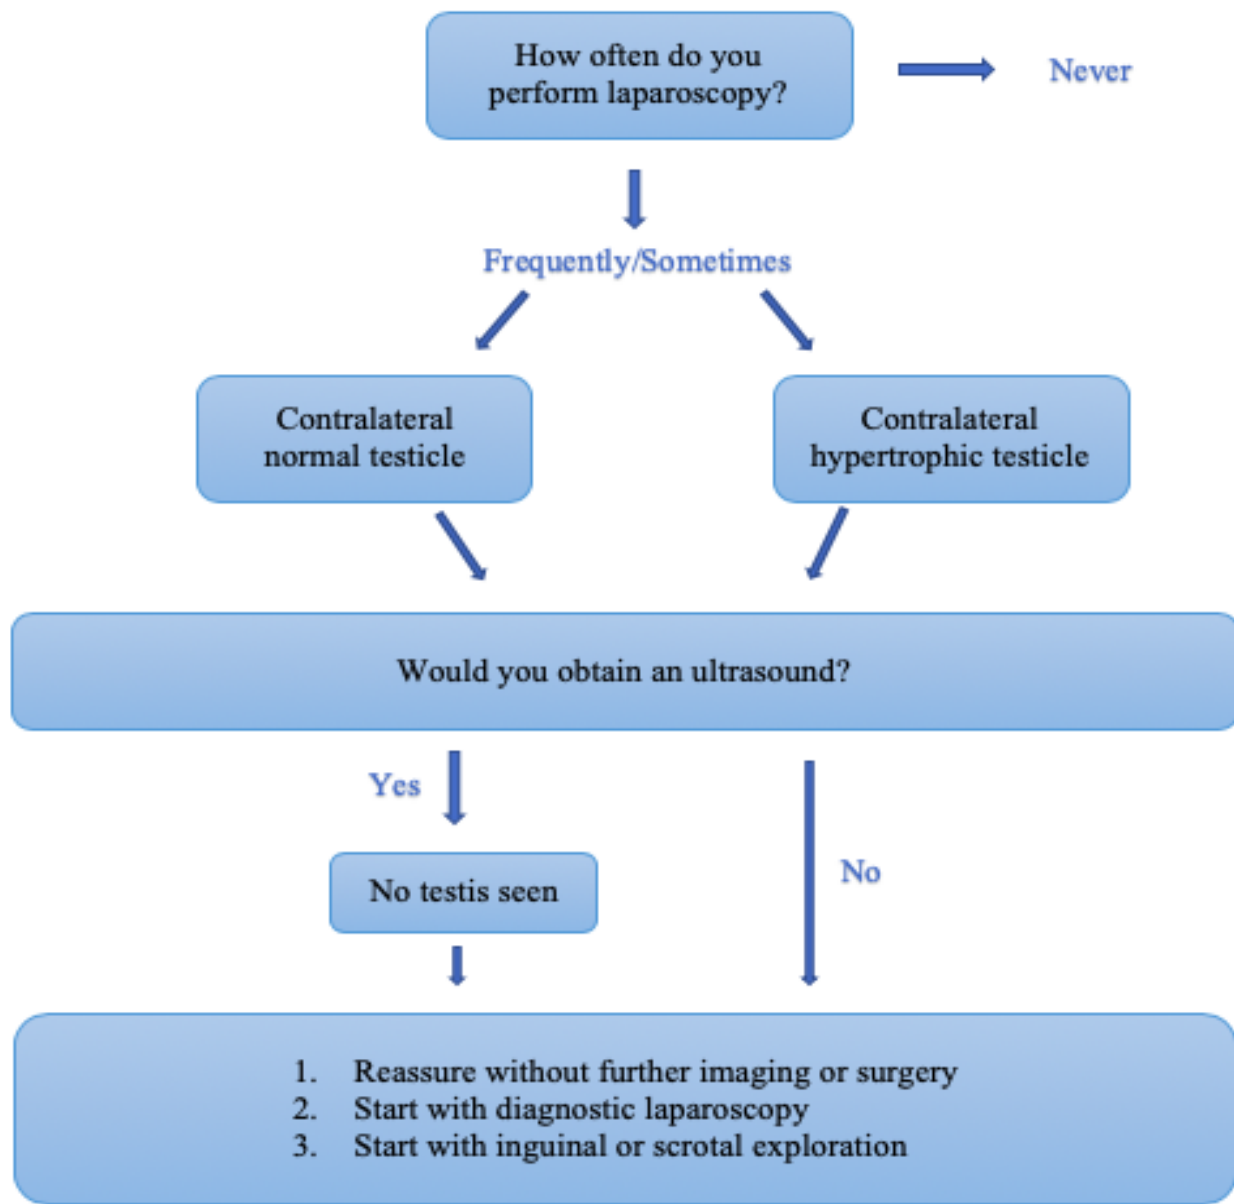 How often do you
perform laparoscopy?
Never
Frequently/Sometimes
Contralateral
normal testicle
Contralateral
hypertrophic testicle
Would you obtain an ultrasound?
Yes
No testis seen
No
1. Reassure without further imaging or surgery
2. Start with diagnostic laparoscopy
3. Start with inguinal or scrotal exploration